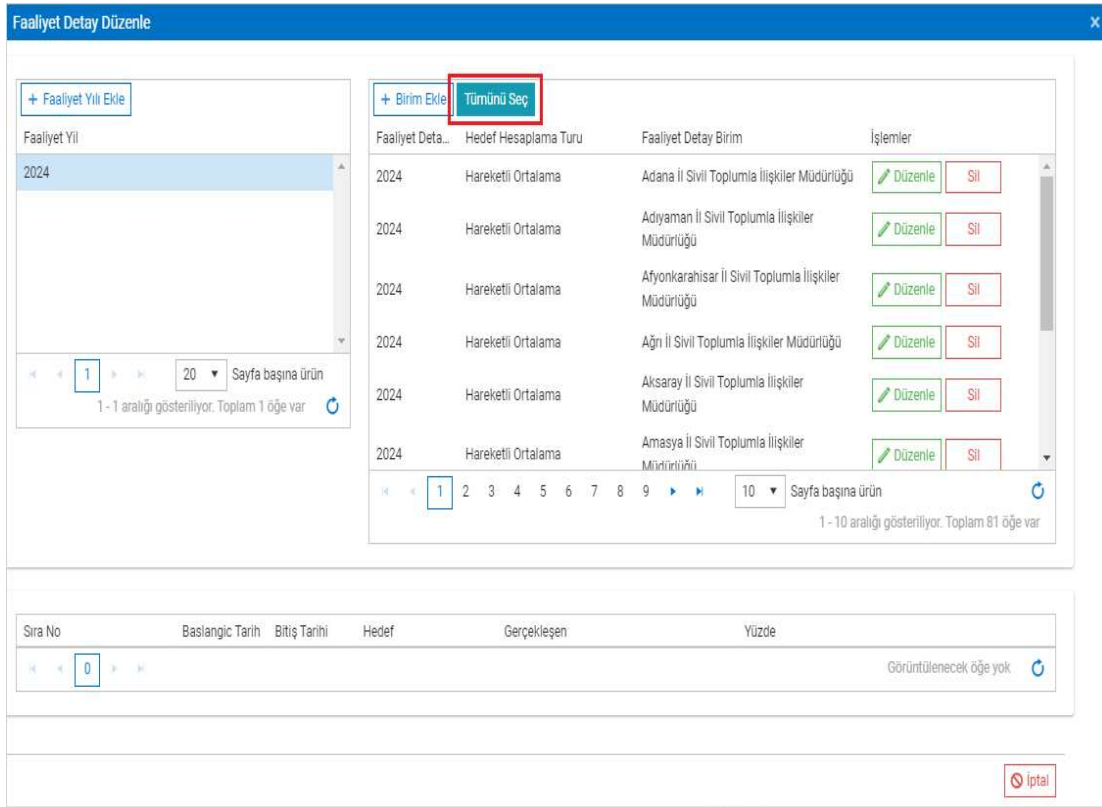 Faaliyet Detay Düzenle
x
+ Faaliyet Yılı Ekle
Faaliyet Yil
2024
1
20 Sayfa başına ürün
1 - 1 aralığı gösteriliyor. Toplam 1 öğe var
+ Birim Ekle Tümünü Seç
Faaliyet Deta... Hedef Hesaplama Turu Faaliyet Detay Birim İşlemler
2024 Hareketli Ortalama Adana İl Sivil Toplumla İlişkiler Müdürlüğü Düzenle Sil
2024 Hareketli Ortalama Adıyaman İl Sivil Toplumla İlişkiler
Müdürlüğü Düzenle Sil
2024 Hareketli Ortalama Afyonkarahisar İl Sivil Toplumla İlişkiler
Müdürlüğü Düzenle Sil
2024 Hareketli Ortalama Ağrı İl Sivil Toplumla İlişkiler Müdürlüğü Düzenle Sil
2024 Hareketli Ortalama Aksaray İl Sivil Toplumla İlişkiler
Müdürlüğü Düzenle Sil
2024 Hareketli Ortalama Amasya İl Sivil Toplumla İlişkiler
Müdürlüğü Düzenle Sil
1 2 3 4 5 6 7 8 9 10 Sayfa başına ürün
1 - 10 aralığı gösteriliyor. Toplam 81 öğe var
Sıra No Baslangic Tarih Bitiş Tarihi Hedef Gerçekleşen Yüzde
0 Görüntülenecek öğe yok
İptal